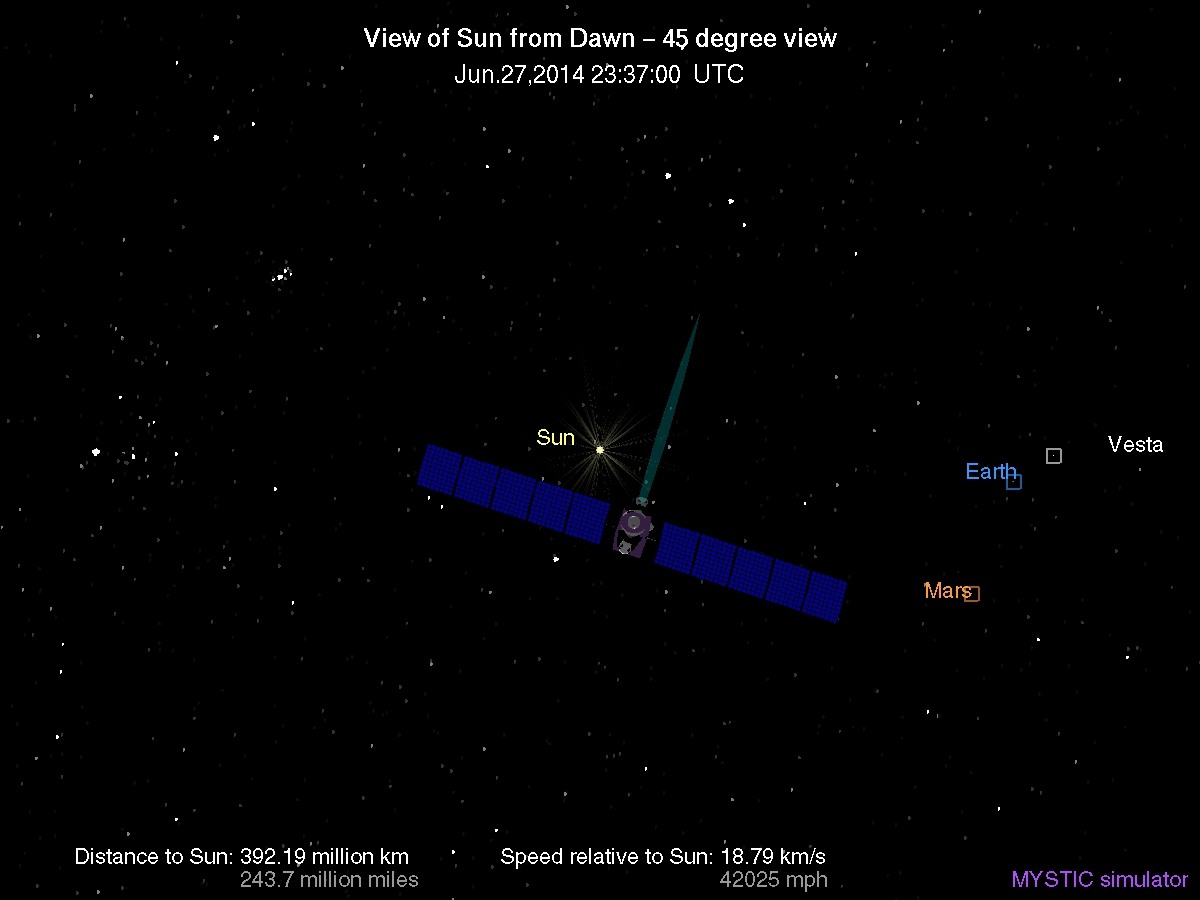 View of Sun from Dawn – 45 degree view
Jun.27,2014 23:37:00 UTC
Sun
Vesta
Earth
Mars
Distance to Sun: 392.19 million km
243.7 million miles
Speed relative to Sun: 18.79 km/s
42025 mph
MYSTIC simulator